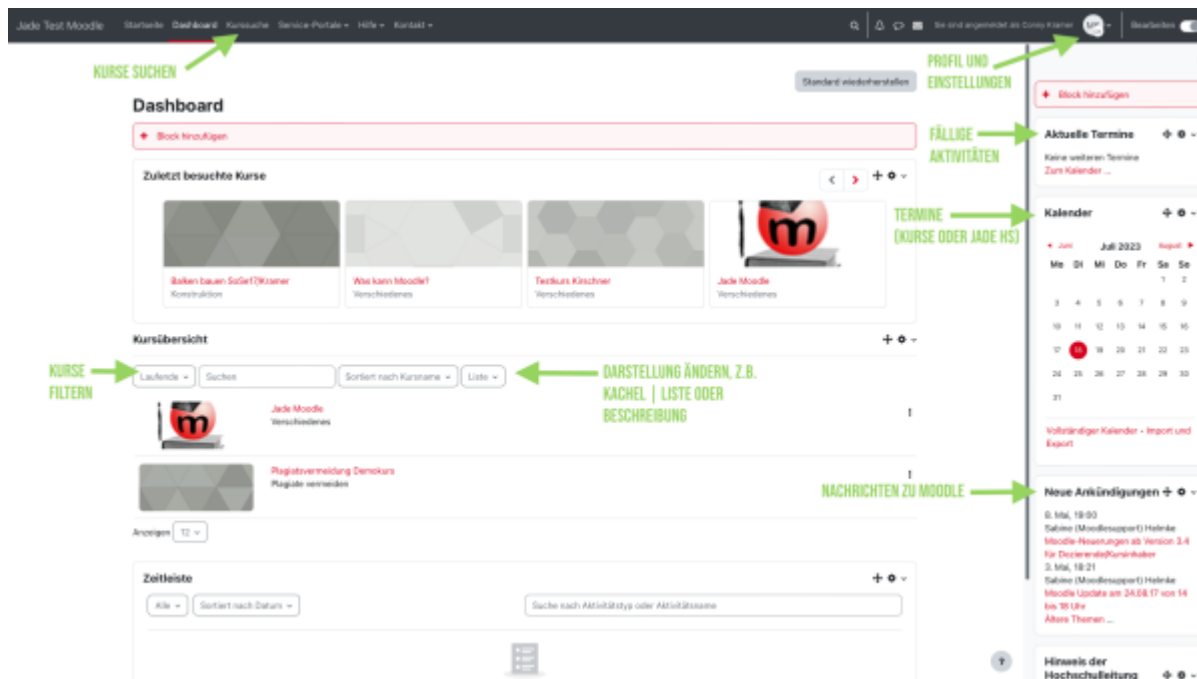 Jade Test Moodle Startseite Dashboard Kurssuche Service-Portale Hilfe Kontakt Sie sind angemeldet als Conny Kramer Bearbeiten
KURSE SUCHEN
PROFIL UND
EINSTELLUNGEN
Standard wiederherstellen
Dashboard
+ Block hinzufügen
Zuletzt besuchte Kurse
Balken bauen SoSe17/Kramer
Konstruktion
Was kann Moodle?
Verschiedenes
Testkurs Kirschner
Verschiedenes
Jade Moodle
Verschiedenes
Kursübersicht
KURSE
FILTERN
Laufende Suchen Sortiert nach Kursname Liste
DARSTELLUNG ÄNDERN, Z.B.
KACHEL | LISTE ODER
BESCHREIBUNG
Jade Moodle
Verschiedenes
Plagiatsvermeidung Demokurs
Plagiate vermeiden
Anzeigen 12
Zeitleiste
Alle Sortiert nach Datum Suche nach Aktivitätstyp oder Aktivitätsname
+ Block hinzufügen
FÄLLIGE
AKTIVITÄTEN
Aktuelle Termine
Keine weiteren Termine
Zum Kalender ...
TERMINE
(KURSE ODER JADE HS)
Kalender
Juni Juli 2023 August
Mo Di Mi Do Fr Sa So
1 2
3 4 5 6 7 8 9
10 11 12 13 14 15 16
17 18 19 20 21 22 23
24 25 26 27 28 29 30
31
Vollständiger Kalender • Import und
Export
NACHRICHTEN ZU MOODLE
Neue Ankündigungen
8. Mai, 19:00
Sabine (Moodlesupport) Helmke
Moodle-Neuerungen ab Version 3.4
für Dozierende/Kursinhaber
3. Mai, 18:21
Sabine (Moodlesupport) Helmke
Moodle Update am 24.08.17 von 14
bis 18 Uhr
Ältere Themen ...
?
Hinweis der
Hochschulleitung